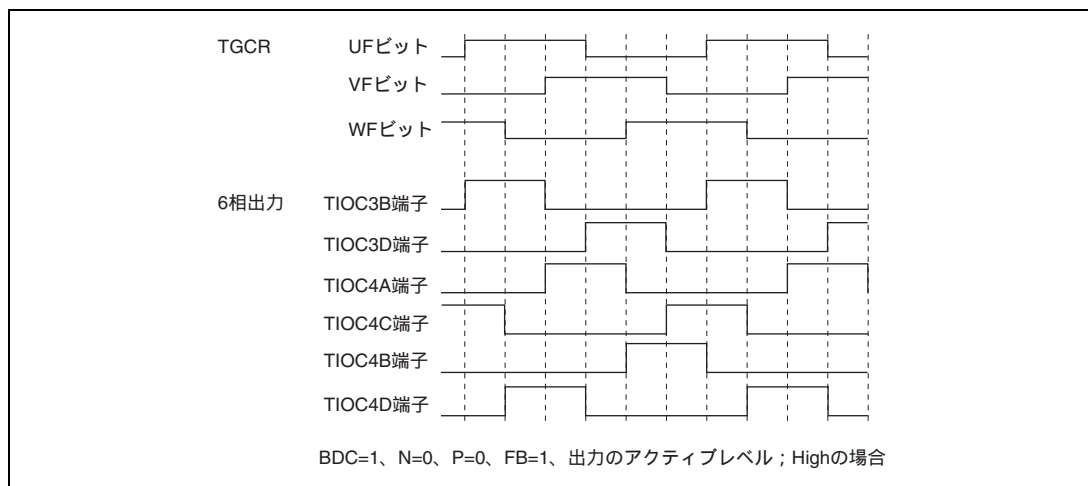 TGCR UFビット
VFビット
WFビット
6相出力 TIOC3B端子
TIOC3D端子
TIOC4A端子
TIOC4C端子
TIOC4B端子
TIOC4D端子
BDC=1、N=0、P=0、FB=1、出力のアクティブレベル；Highの場合